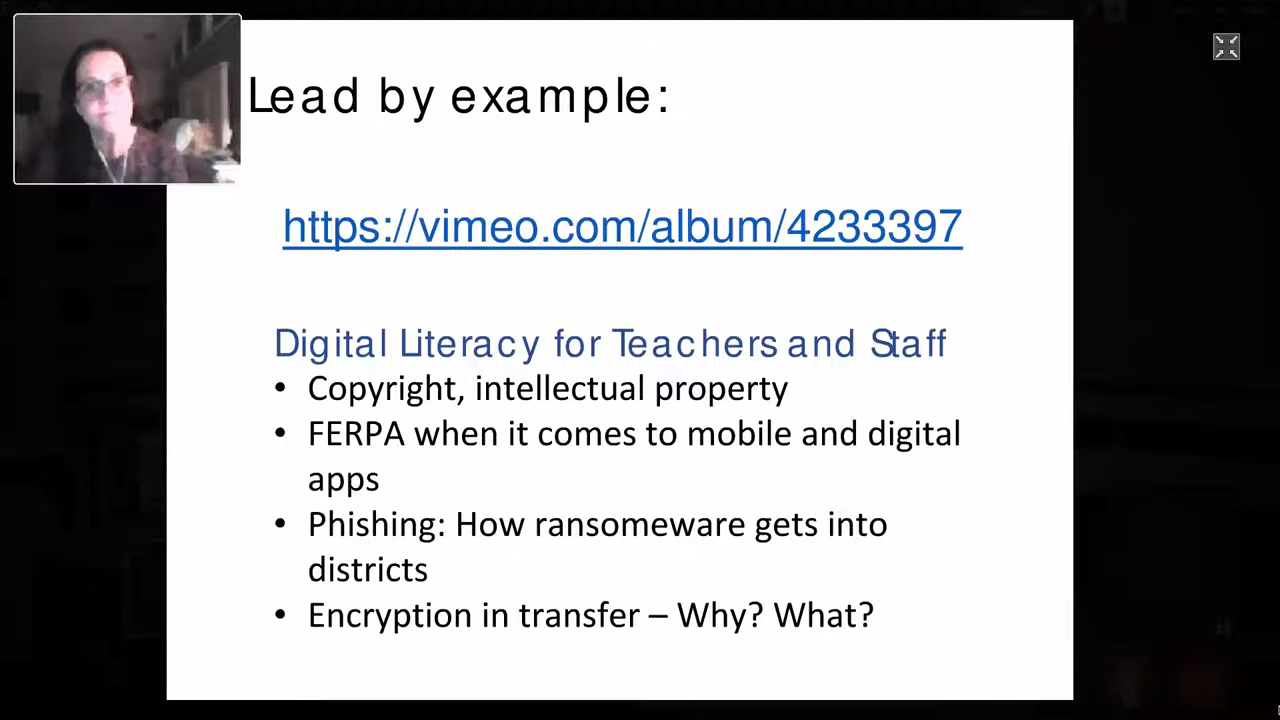 Lead by example:
https://vimeo.com/album/4233397
Digital Literacy for Teachers and Staff
• Copyright, intellectual property
• FERPA when it comes to mobile and digital
apps
• Phishing: How ransomeware gets into
districts
• Encryption in transfer – Why? What?